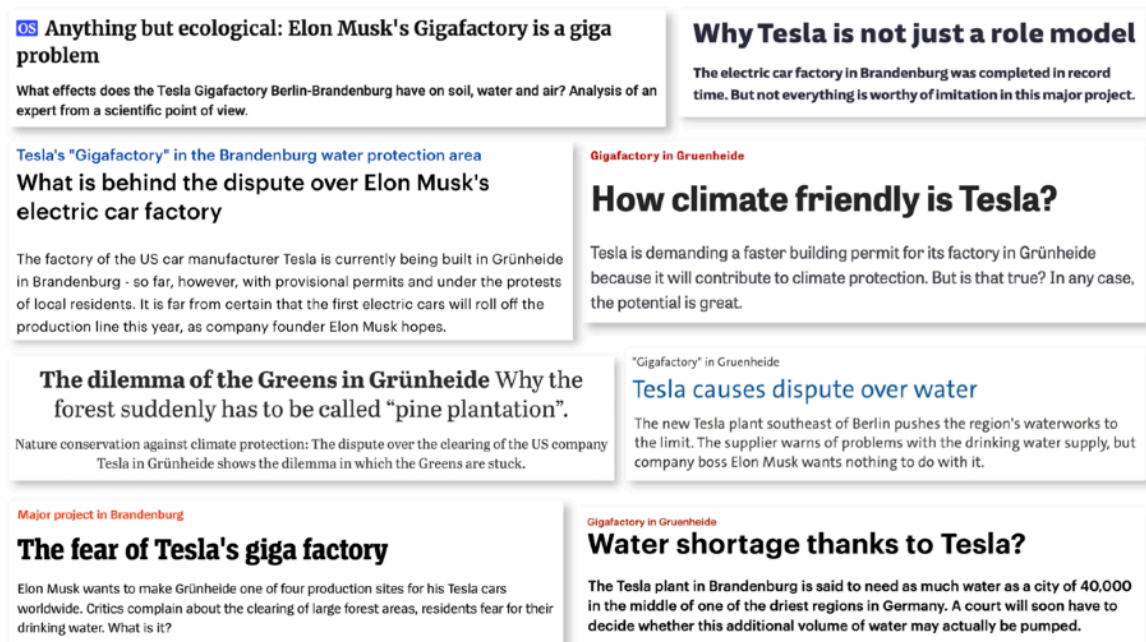 OS Anything but ecological: Elon Musk's Gigafactory is a giga
problem
What effects does the Tesla Gigafactory Berlin-Brandenburg have on soil, water and air? Analysis of an
expert from a scientific point of view.
Why Tesla is not just a role model
The electric car factory in Brandenburg was completed in record
time. But not everything is worthy of imitation in this major project.
Tesla's "Gigafactory" in the Brandenburg water protection area
What is behind the dispute over Elon Musk's
electric car factory
The factory of the US car manufacturer Tesla is currently being built in Grünheide
in Brandenburg - so far, however, with provisional permits and under the protests
of local residents. It is far from certain that the first electric cars will roll off the
production line this year, as company founder Elon Musk hopes.
Gigafactory in Gruenheide
How climate friendly is Tesla?
Tesla is demanding a faster building permit for its factory in Grünheide
because it will contribute to climate protection. But is that true? In any case,
the potential is great.
The dilemma of the Greens in Grünheide Why the
forest suddenly has to be called “pine plantation”.
Nature conservation against climate protection: The dispute over the clearing of the US company
Tesla in Grünheide shows the dilemma in which the Greens are stuck.
"Gigafactory" in Gruenheide
Tesla causes dispute over water
The new Tesla plant southeast of Berlin pushes the region's waterworks to
the limit. The supplier warns of problems with the drinking water supply, but
company boss Elon Musk wants nothing to do with it.
Major project in Brandenburg
The fear of Tesla's giga factory
Elon Musk wants to make Grünheide one of four production sites for his Tesla cars
worldwide. Critics complain about the clearing of large forest areas, residents fear for their
drinking water. What is it?
Gigafactory in Gruenheide
Water shortage thanks to Tesla?
The Tesla plant in Brandenburg is said to need as much water as a city of 40,000
in the middle of one of the driest regions in Germany. A court will soon have to
decide whether this additional volume of water may actually be pumped.